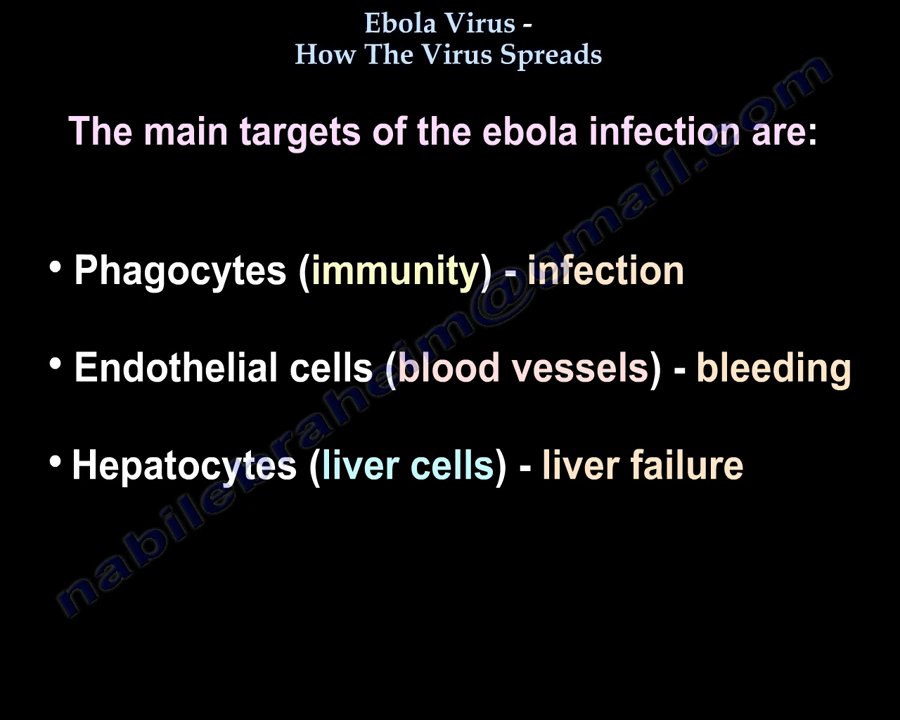 Ebola Virus -
How The Virus Spreads
The main targets of the ebola infection are:
• Phagocytes (immunity) - infection
• Endothelial cells (blood vessels) - bleeding
• Hepatocytes (liver cells) - liver failure
nabilebraheim@gmail.com